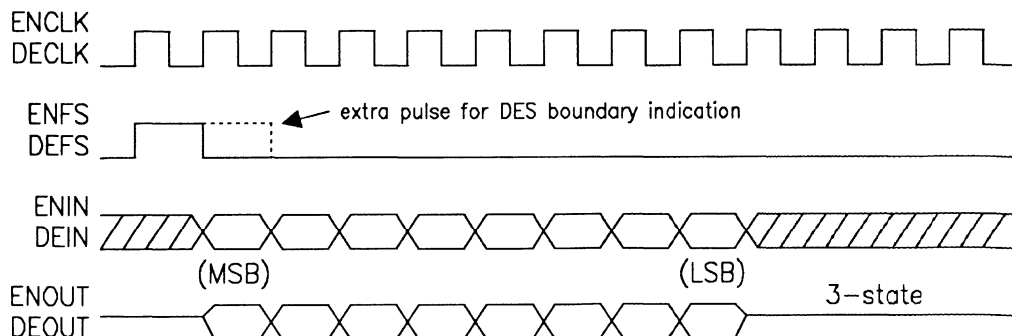 ENCLK
DECLK
ENFS
DEFS
extra pulse for DES boundary indication
ENIN
DEIN
(MSB)
(LSB)
ENOUT
DEOUT
3-state